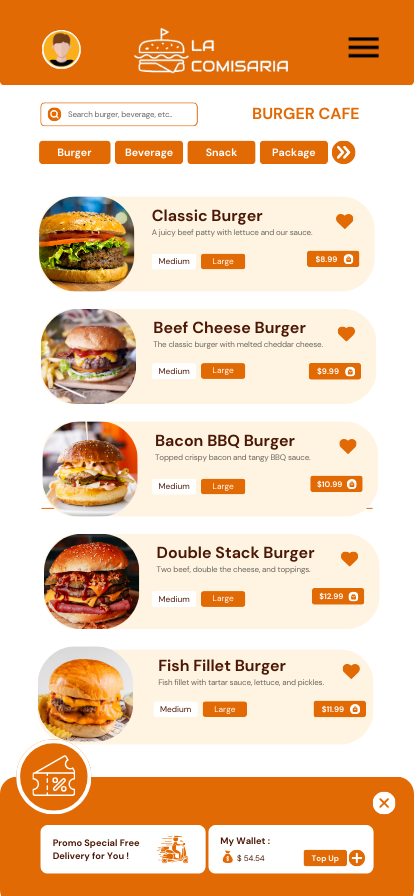 LA
COMISARIA
Search burger, beverage, etc..
BURGER CAFE
Burger
Beverage
Snack
Package
Classic Burger
A juicy beef patty with lettuce and our sauce.
Medium
Large
$8.99
Beef Cheese Burger
The classic burger with melted cheddar cheese.
Medium
Large
$9.99
Bacon BBQ Burger
Topped crispy bacon and tangy BBQ sauce.
Medium
Large
$10.99
Double Stack Burger
Two beef, double the cheese, and toppings.
Medium
Large
$12.99
Fish Fillet Burger
Fish fillet with tartar sauce, lettuce, and pickles.
Medium
Large
$11.99
Promo Special Free
Delivery for You !
My Wallet :
$ 54.54
Top Up